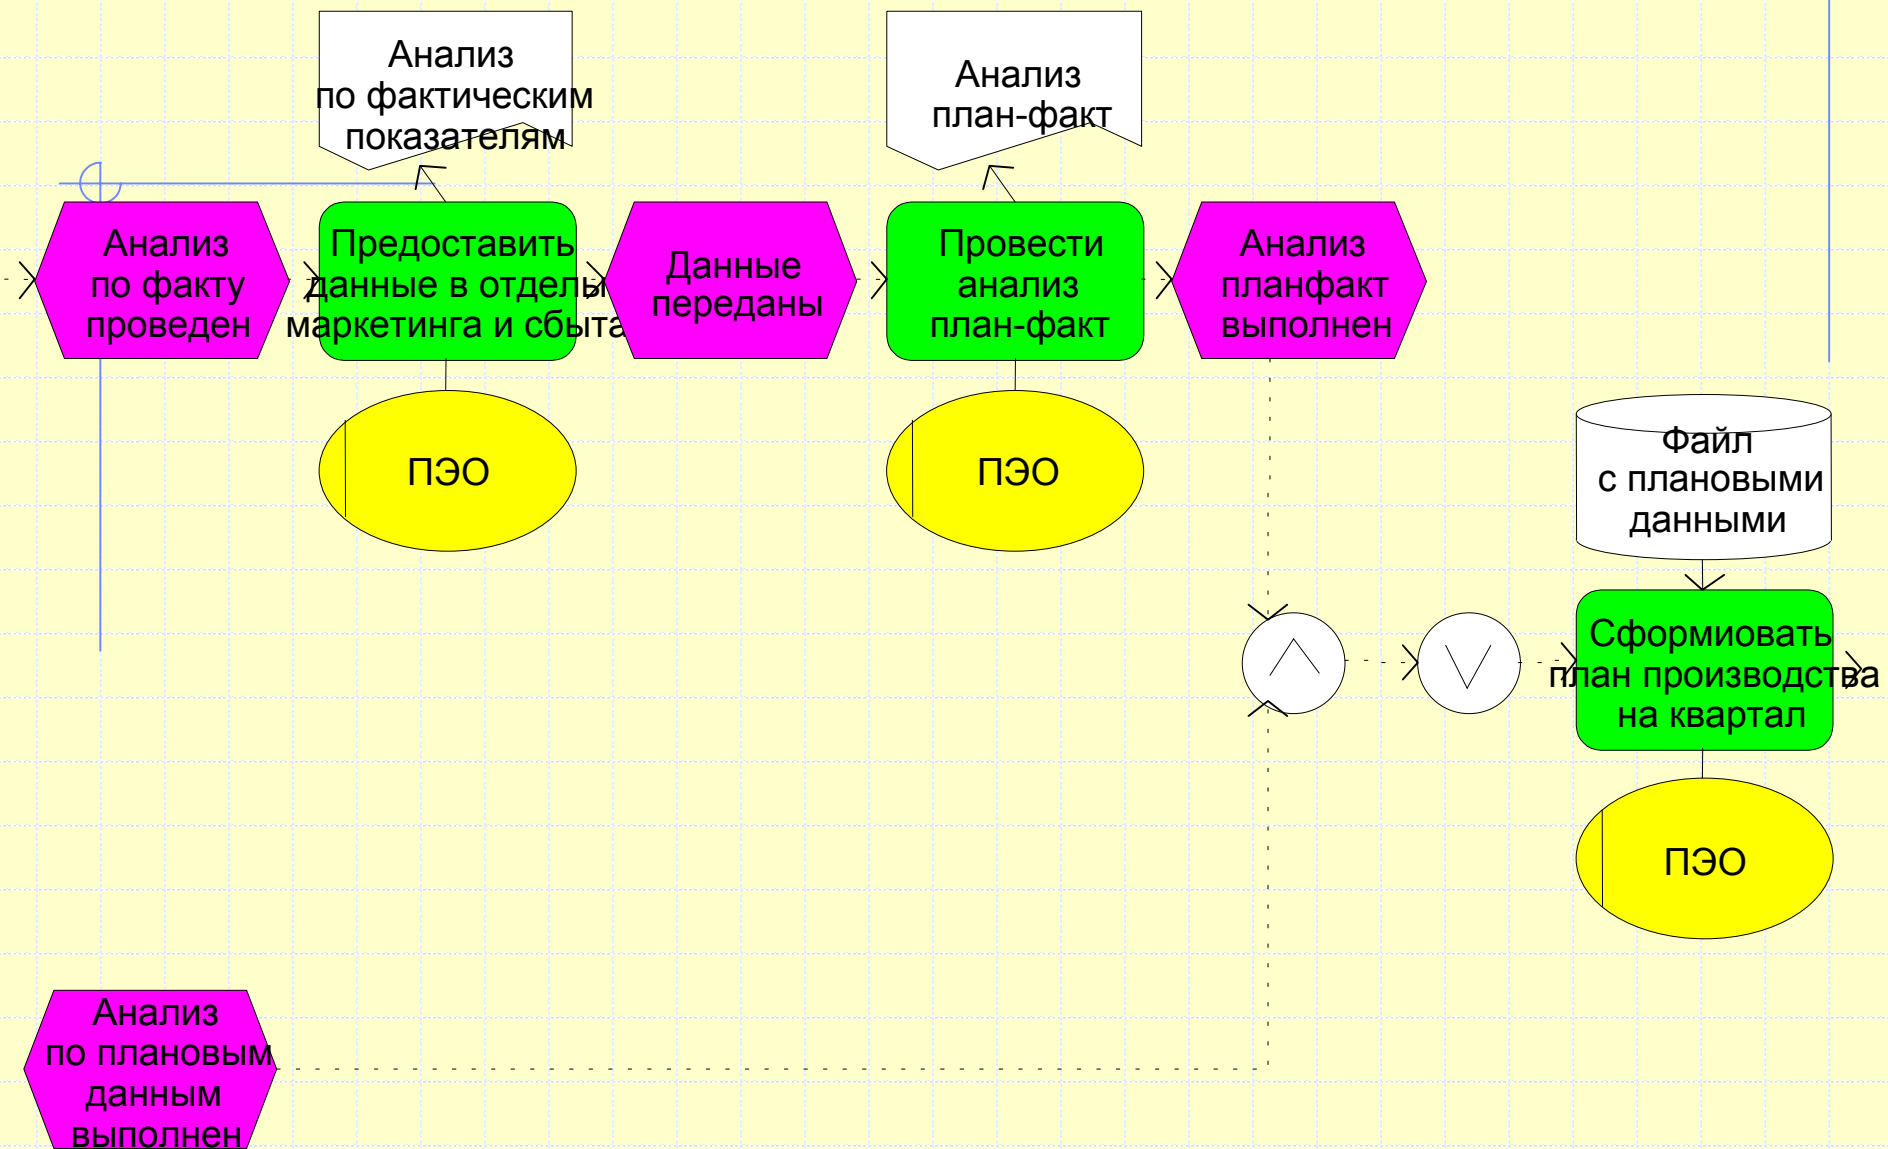 Анализ
по фактическим
показателям
Анализ
план-факт
Анализ
по факту
проведен
Предоставить
данные в отделы
маркетинга и сбыта
Данные
переданы
Провести
анализ
план-факт
Анализ
планфакт
выполнен
ПЭО
ПЭО
Файл
с плановыми
данными
Сформиовать
план производства
на квартал
ПЭО
Анализ
по плановым
данным
выполнен